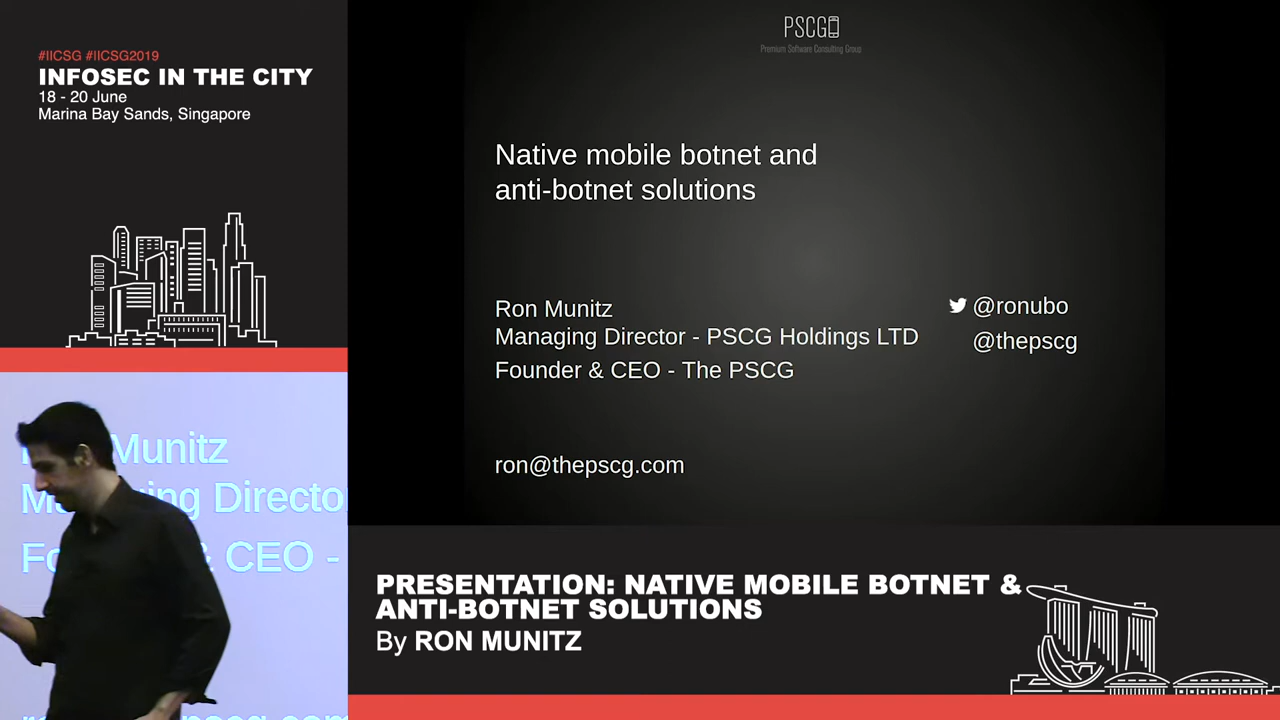 #IICSG #IICSG2019
INFOSEC IN THE CITY
18 - 20 June
Marina Bay Sands, Singapore
PSCG
Premium Software Consulting Group
Native mobile botnet and
anti-botnet solutions
Ron Munitz
Managing Director - PSCG Holdings LTD
Founder & CEO - The PSCG
@ronubo
@thepscg
ron@thepscg.com
Munitz
Director
& CEO -
PRESENTATION: NATIVE MOBILE BOTNET &
ANTI-BOTNET SOLUTIONS
By RON MUNITZ